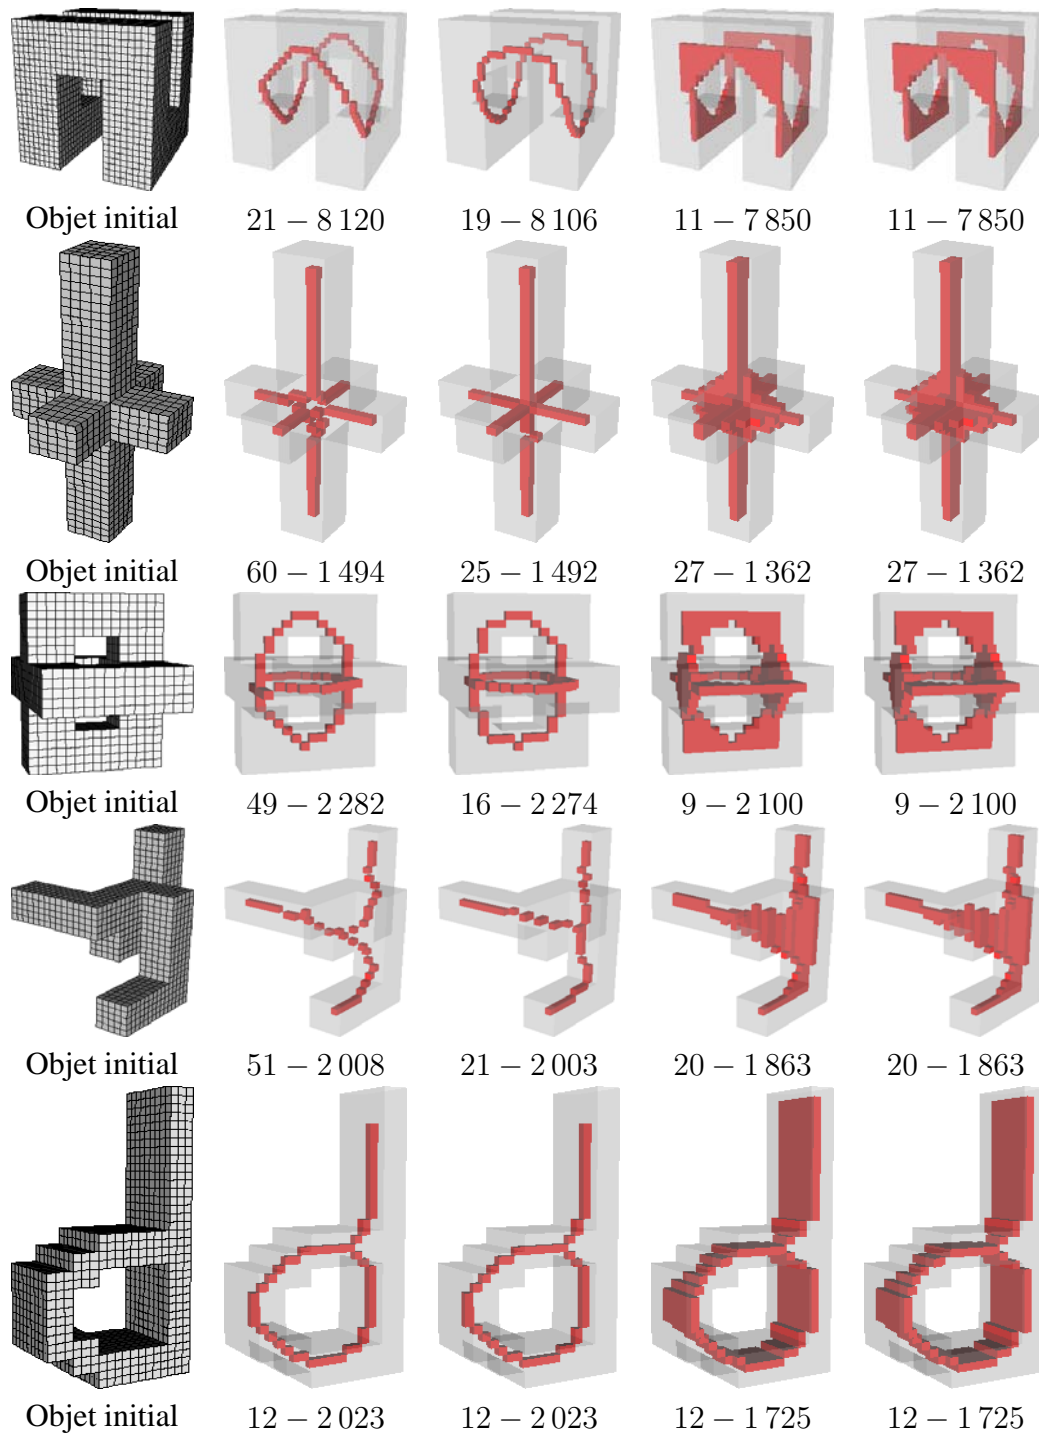 Objet initial 21 − 8 120 19 − 8 106 11 − 7 850 11 − 7 850
Objet initial 60 − 1 494 25 − 1 492 27 − 1 362 27 − 1 362
Objet initial 49 − 2 282 16 − 2 274 9 − 2 100 9 − 2 100
Objet initial 51 − 2 008 21 − 2 003 20 − 1 863 20 − 1 863
Objet initial 12 − 2 023 12 − 2 023 12 − 1 725 12 − 1 725